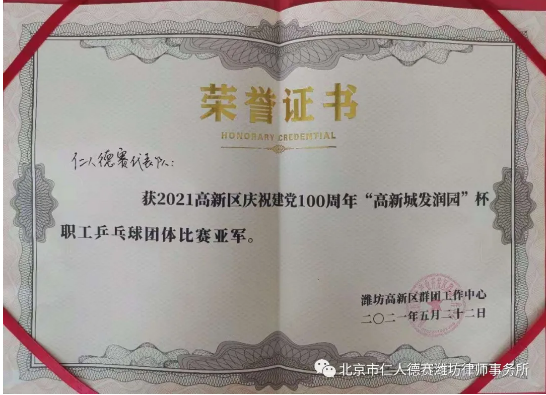 荣誉证书
HONORARY CREDENTIAL
仁人德赛代表队：
获2021高新区庆祝建党100周年“高新城发润园”杯
职工乒乓球团体比赛亚军。
潍坊高新区群团工作中心
二〇二一年五月二十二日
北京市仁人德赛潍坊律师事务所